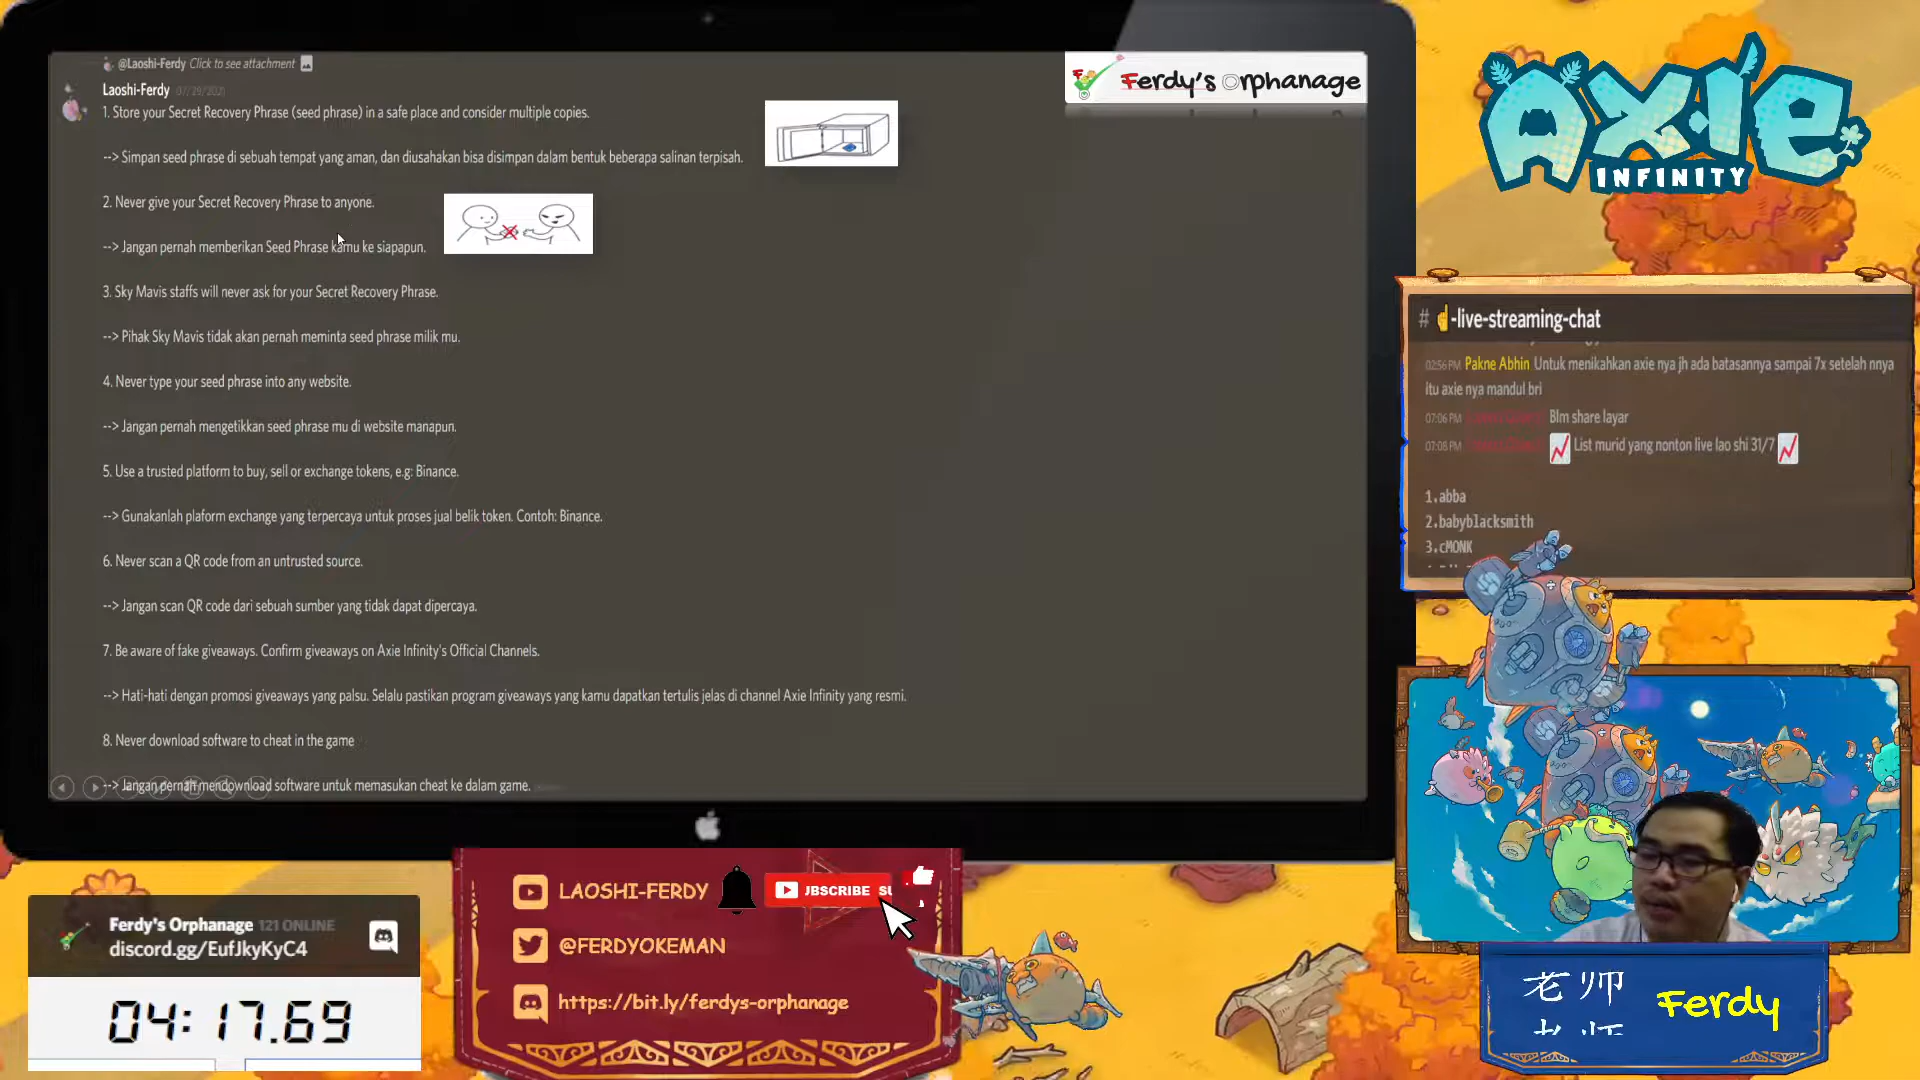 @Laoshi-Ferdy Click to see attachment
Laoshi-Ferdy 07/29/2021
1. Store your Secret Recovery Phrase (seed phrase) in a safe place and consider multiple copies.
--> Simpan seed phrase di sebuah tempat yang aman, dan diusahakan bisa disimpan dalam bentuk beberapa salinan terpisah.
2. Never give your Secret Recovery Phrase to anyone.
--> Jangan pernah memberikan Seed Phrase kamu ke siapapun.
3. Sky Mavis staffs will never ask for your Secret Recovery Phrase.
--> Pihak Sky Mavis tidak akan pernah meminta seed phrase milik mu.
4. Never type your seed phrase into any website.
--> Jangan pernah mengetikkan seed phrase mu di website manapun.
5. Use a trusted platform to buy, sell or exchange tokens, e.g: Binance.
--> Gunakanlah plaform exchange yang terpercaya untuk proses jual belik token. Contoh: Binance.
6. Never scan a QR code from an untrusted source.
--> Jangan scan QR code dari sebuah sumber yang tidak dapat dipercaya.
7. Be aware of fake giveaways. Confirm giveaways on Axie Infinity's Official Channels.
--> Hati-hati dengan promosi giveaways yang palsu. Selalu pastikan program giveaways yang kamu dapatkan tertulis jelas di channel Axie Infinity yang resmi.
8. Never download software to cheat in the game
--> Jangan pernah mendownload software untuk memasukan cheat ke dalam game.
Ferdy's Orphanage
AXIE
INFINITY
# ☝-live-streaming-chat
02:56 PM Pakne Abhin Untuk menikahkan axie nya jh ada batasannya sampai 7x setelah nnya
itu axie nya mandul bri
07:06 PM Blm share layar
07:08 PM List murid yang nonton live lao shi 31/7
1.abba
2.babyblacksmith
3.cMONK
Ferdy's Orphanage 121 ONLINE
discord.gg/EufJkyKyC4
04:17.69
LAOSHI-FERDY
JBSCRIBE SU
@FERDYOKEMAN
https://bit.ly/ferdys-orphanage
老师
Ferdy